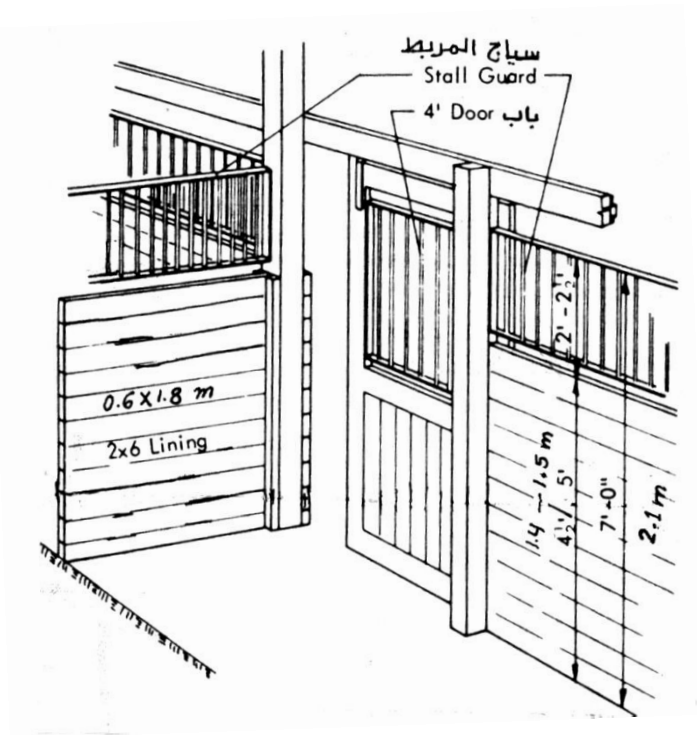 سياج المربط
Stall Guard
4' Door باب
2' - 2½"
0.6 X 1.8 m
2x6 Lining
1.4 – 1.5 m
4½', 5'
7'-0"
2.1 m